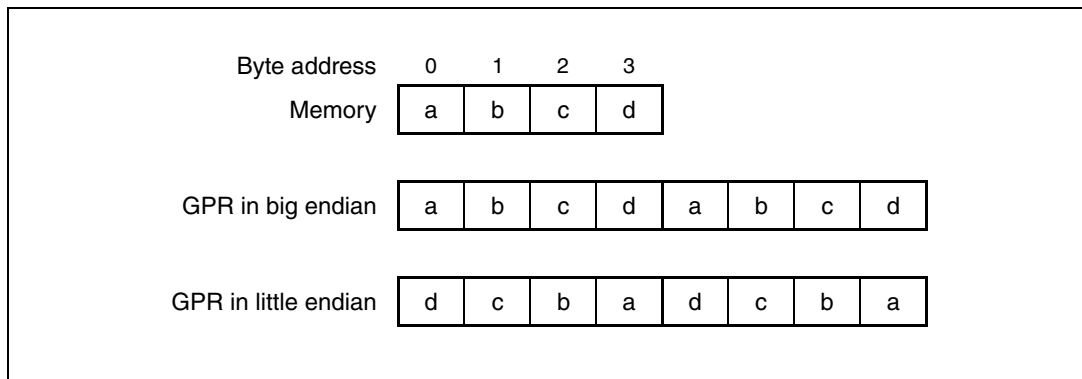 Byte address 0 1 2 3
Memory a b c d
GPR in big endian a b c d a b c d
GPR in little endian d c b a d c b a